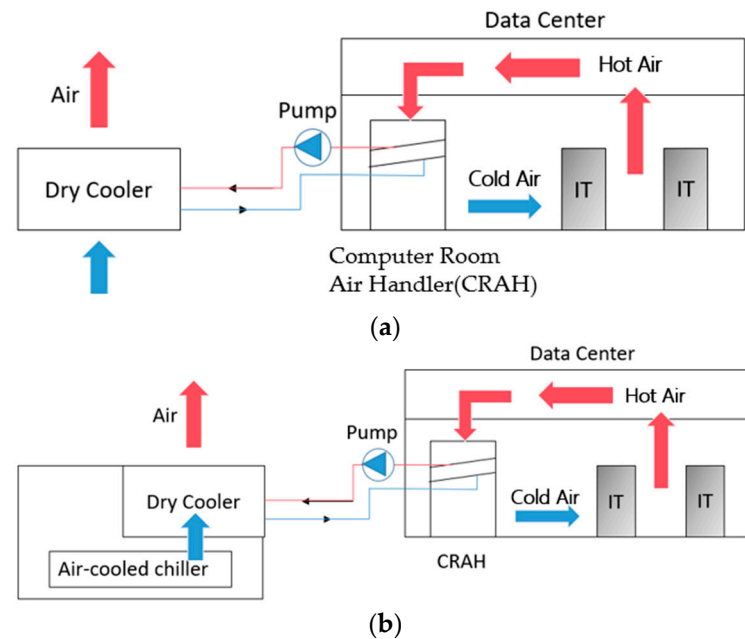 Data Center
Air
Hot Air
Pump
Dry Cooler
Cold Air
IT
IT
Computer Room
Air Handler(CRAH)
(a)
Data Center
Air
Hot Air
Pump
Dry Cooler
Cold Air
IT
IT
Air-cooled chiller
CRAH
(b)